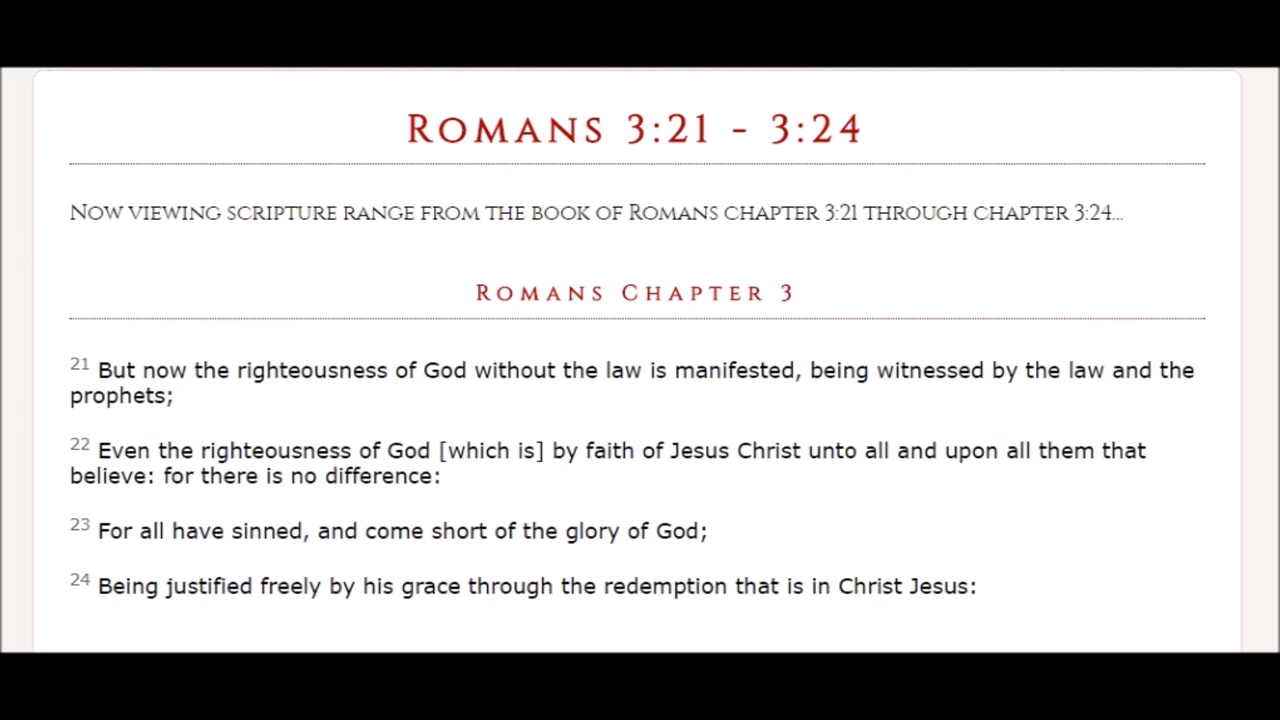 Romans 3:21 - 3:24
Now viewing scripture range from the book of Romans chapter 3:21 through chapter 3:24...
Romans Chapter 3
21 But now the righteousness of God without the law is manifested, being witnessed by the law and the
prophets;
22 Even the righteousness of God [which is] by faith of Jesus Christ unto all and upon all them that
believe: for there is no difference:
23 For all have sinned, and come short of the glory of God;
24 Being justified freely by his grace through the redemption that is in Christ Jesus: